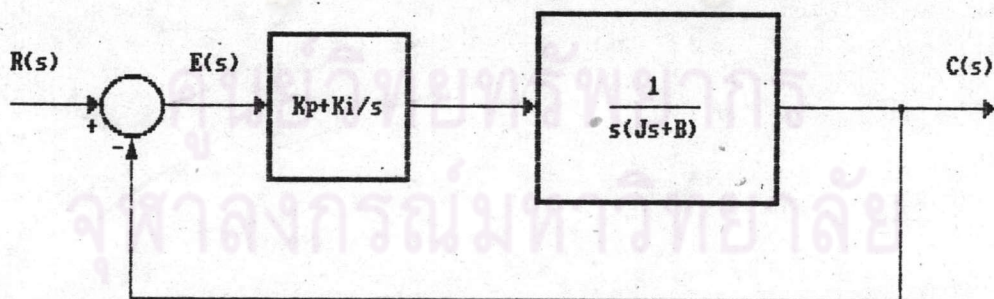 R(s)
E(s)
C(s)
+
-
Kp+Ki/s
1
s(Js+B)
ศูนย์วิทยทรัพยากร
จุฬาลงกรณ์มหาวิทยาลัย